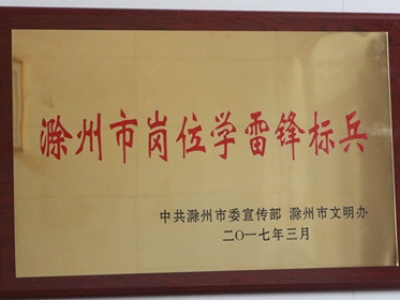 滁州市岗位学雷锋标兵
中共滁州市委宣传部 滁州市文明办
二〇一七年三月